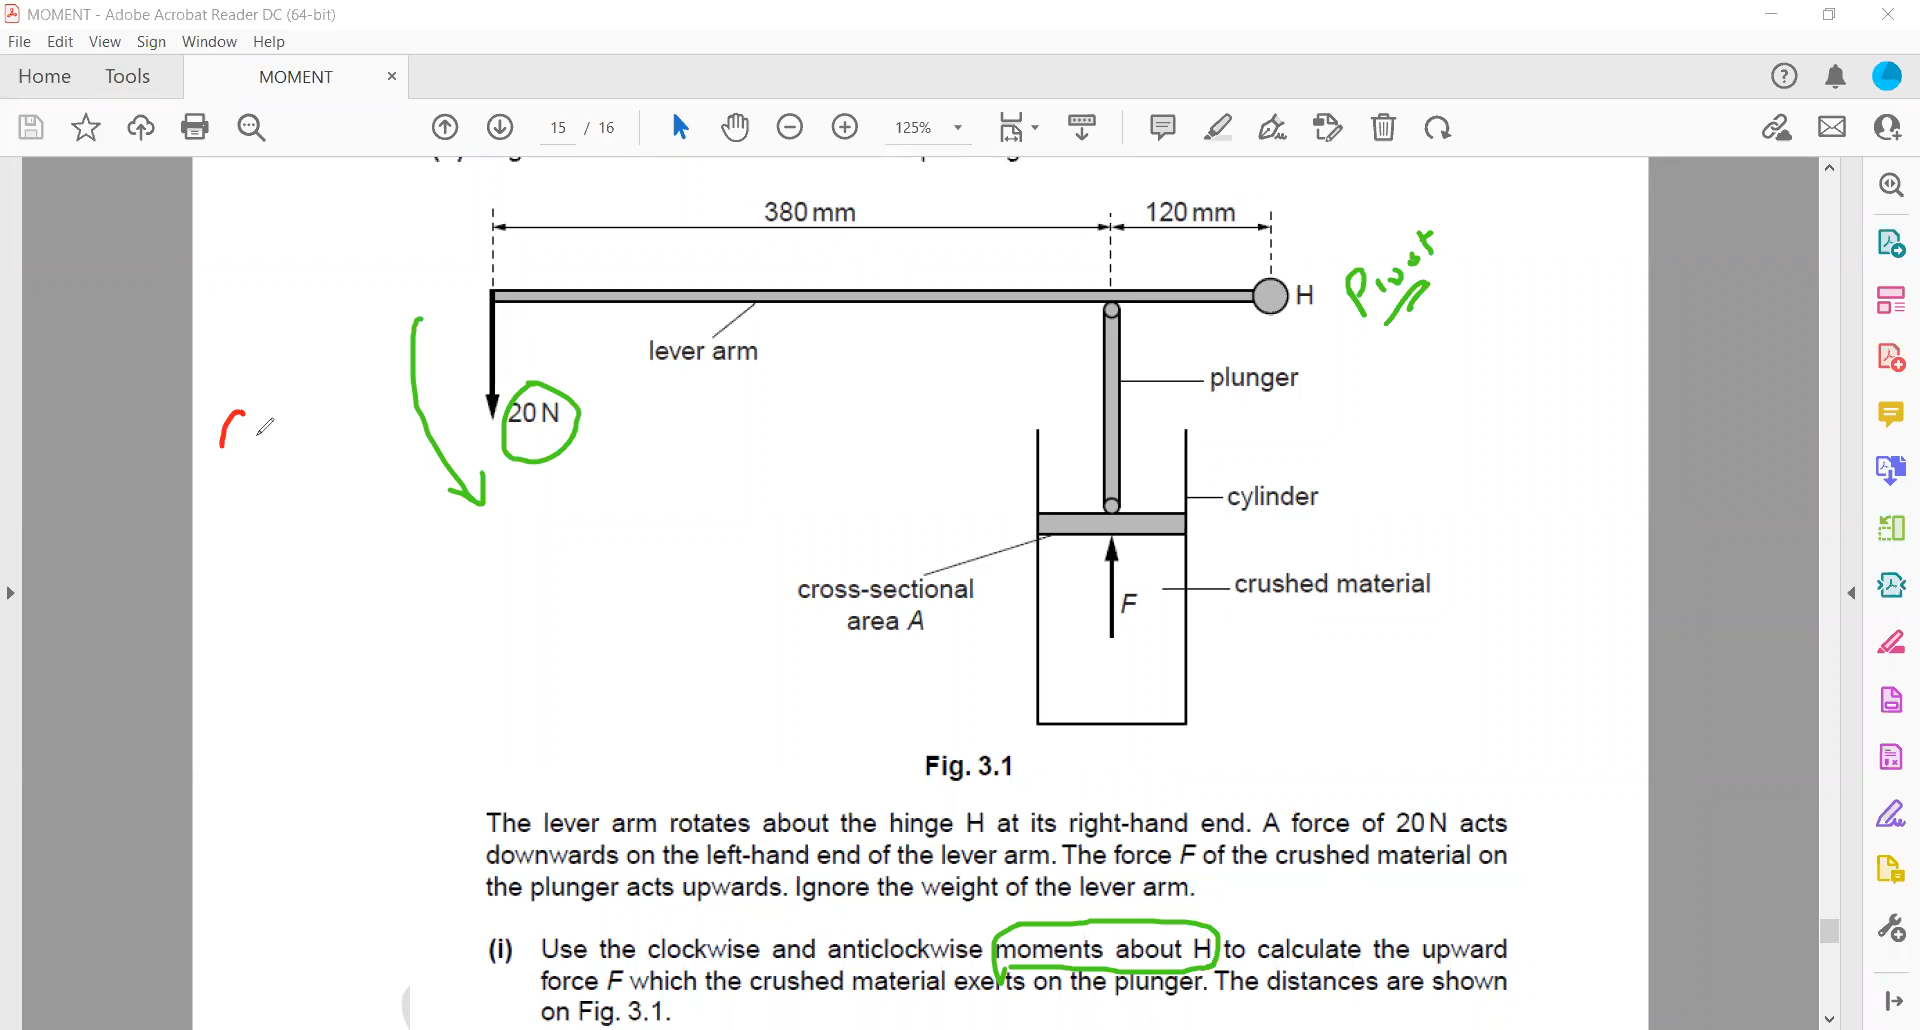 MOMENT - Adobe Acrobat Reader DC (64-bit)
File Edit View Sign Window Help
Home Tools MOMENT
15 / 16 125%
380 mm 120 mm
H Pivot
lever arm
plunger
20 N
cylinder
cross-sectional
area A
F
crushed material
Fig. 3.1
The lever arm rotates about the hinge H at its right-hand end. A force of 20 N acts
downwards on the left-hand end of the lever arm. The force F of the crushed material on
the plunger acts upwards. Ignore the weight of the lever arm.
(i) Use the clockwise and anticlockwise moments about H to calculate the upward
force F which the crushed material exerts on the plunger. The distances are shown
on Fig. 3.1.